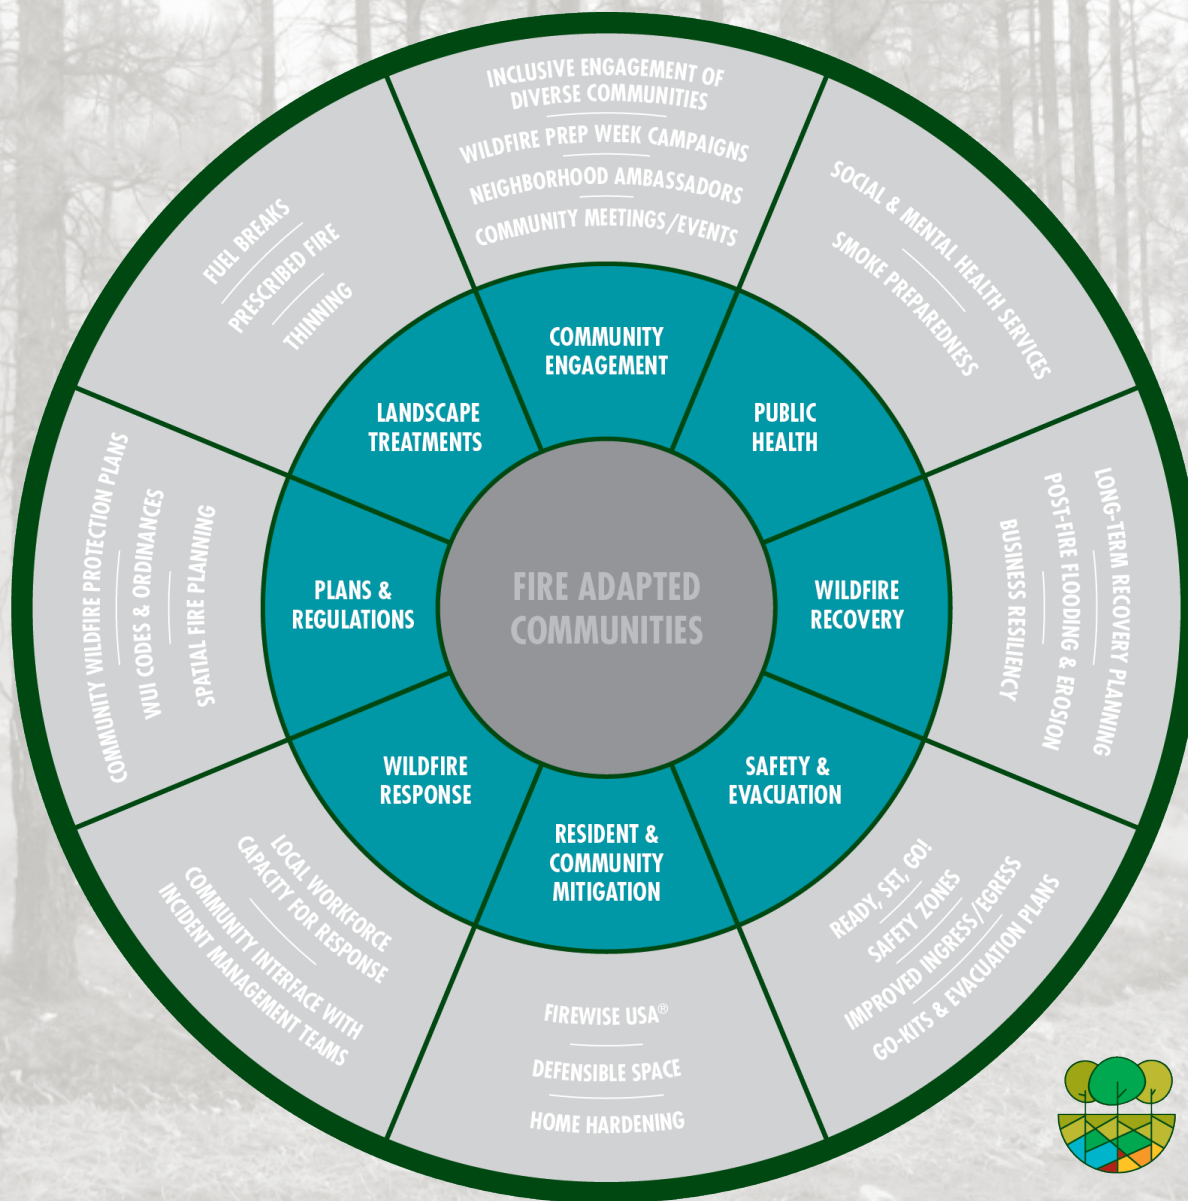 FIRE ADAPTED
COMMUNITIES
COMMUNITY
ENGAGEMENT
INCLUSIVE ENGAGEMENT OF
DIVERSE COMMUNITIES
WILDFIRE PREP WEEK CAMPAIGNS
NEIGHBORHOOD AMBASSADORS
COMMUNITY MEETINGS/EVENTS
PUBLIC
HEALTH
SOCIAL & MENTAL HEALTH SERVICES
SMOKE PREPAREDNESS
WILDFIRE
RECOVERY
LONG-TERM RECOVERY PLANNING
POST-FIRE FLOODING & EROSION
BUSINESS RESILIENCY
SAFETY &
EVACUATION
READY, SET, GO!
SAFETY ZONES
IMPROVED INGRESS/EGRESS
GO-KITS & EVACUATION PLANS
RESIDENT &
COMMUNITY
MITIGATION
FIREWISE USA®
DEFENSIBLE SPACE
HOME HARDENING
WILDFIRE
RESPONSE
LOCAL WORKFORCE
CAPACITY FOR RESPONSE
COMMUNITY INTERFACE WITH
INCIDENT MANAGEMENT TEAMS
PLANS &
REGULATIONS
COMMUNITY WILDFIRE PROTECTION PLANS
WUI CODES & ORDINANCES
SPATIAL FIRE PLANNING
LANDSCAPE
TREATMENTS
FUEL BREAKS
PRESCRIBED FIRE
THINNING